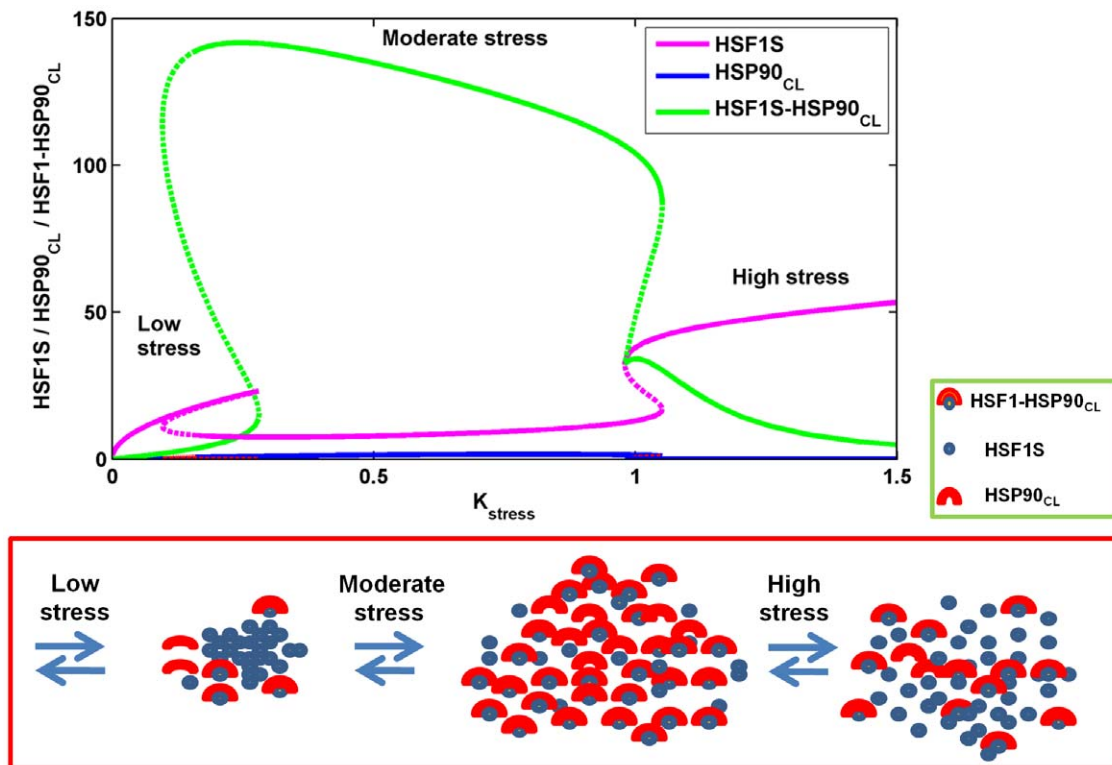 HSF1S / HSP90CL / HSF1-HSP90CL
150
100
50
0
Moderate stress
HSF1S
HSP90CL
HSF1S-HSP90CL
Low
stress
High stress
0
0.5
1
1.5
Kstress
HSF1-HSP90CL
HSF1S
HSP90CL
Low
stress
Moderate
stress
High
stress